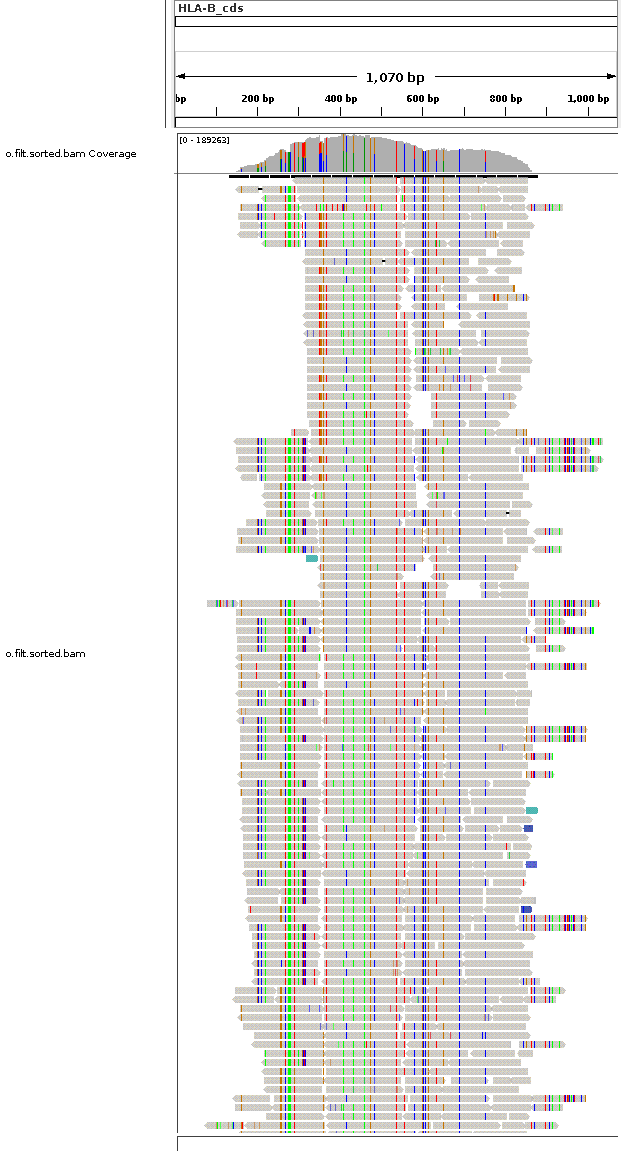 HLA-B_cds
1,070 bp
bp 200 bp 400 bp 600 bp 800 bp 1,000 bp
[0 - 189263]
o.filt.sorted.bam Coverage
o.filt.sorted.bam